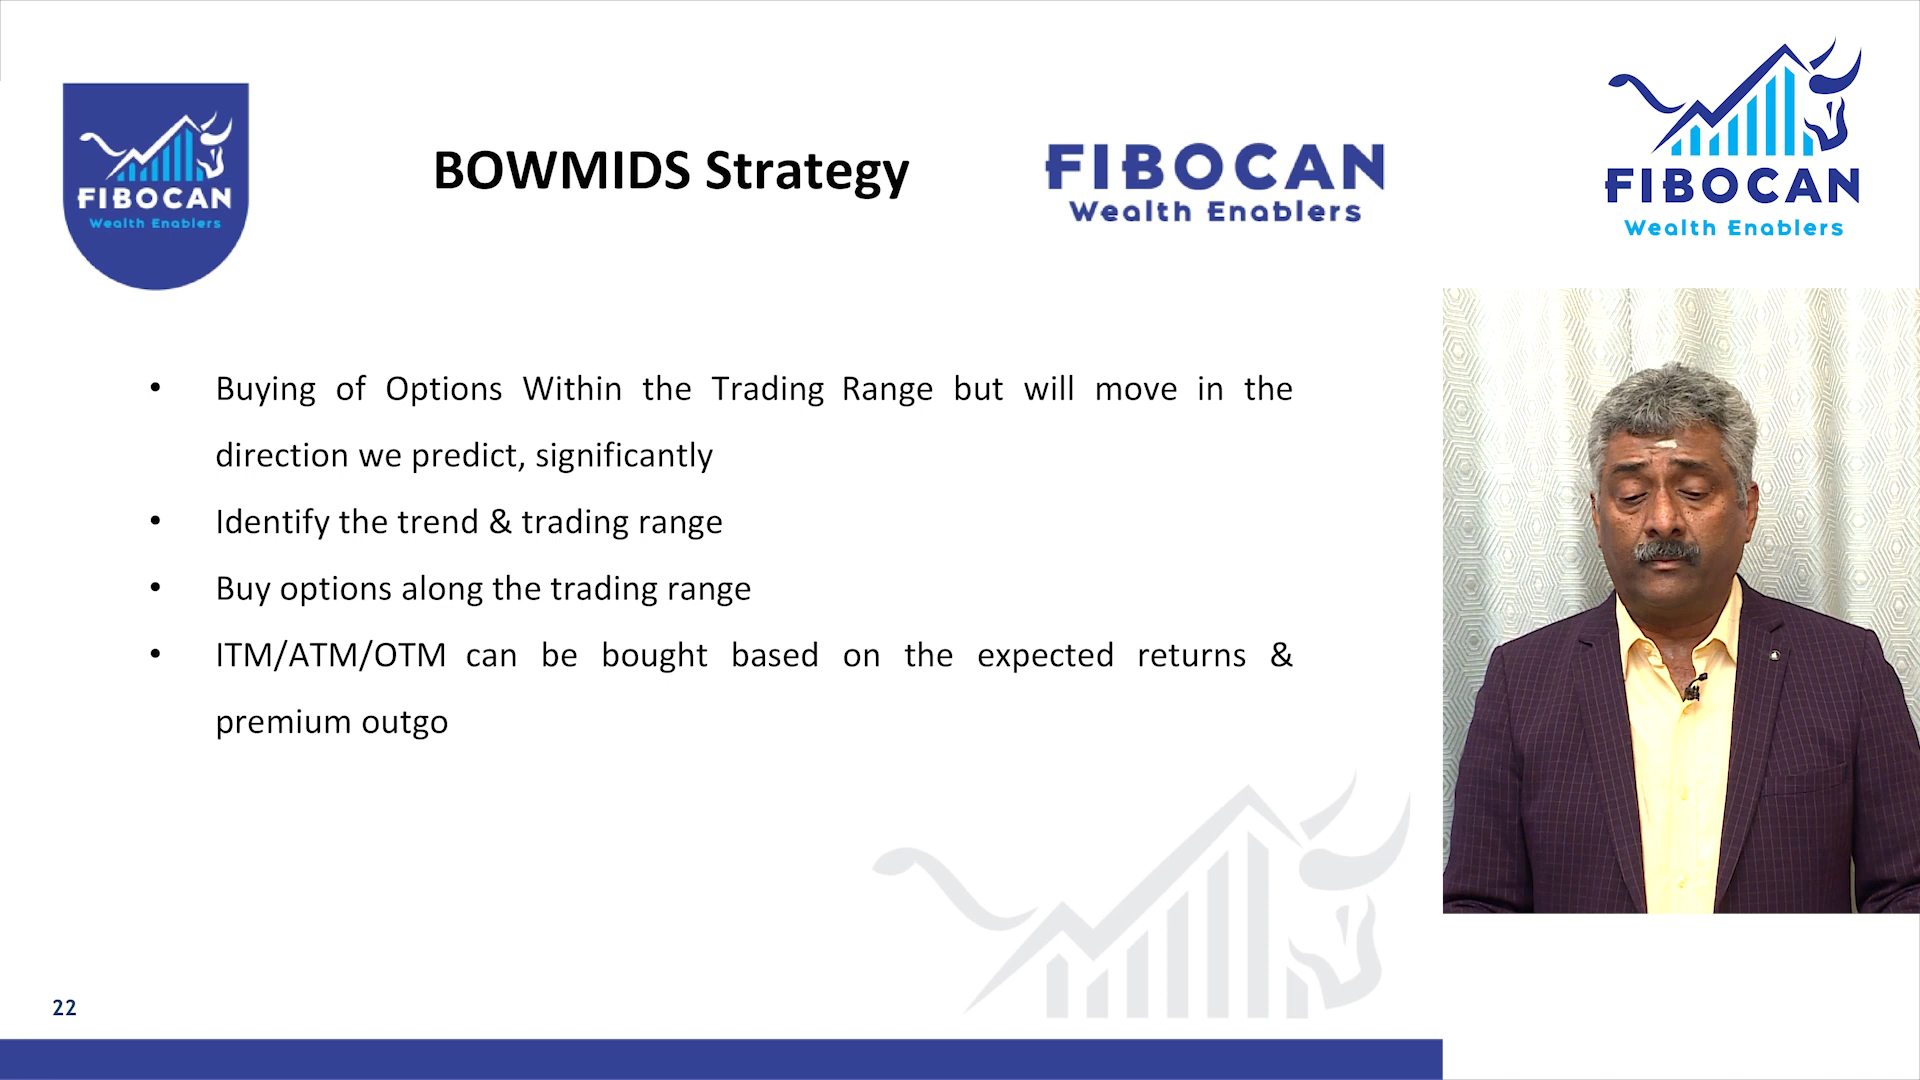 FIBOCAN
Wealth Enablers
BOWMIDS Strategy
FIBOCAN
Wealth Enablers
FIBOCAN
Wealth Enablers
• Buying of Options Within the Trading Range but will move in the
direction we predict, significantly
• Identify the trend & trading range
• Buy options along the trading range
• ITM/ATM/OTM can be bought based on the expected returns &
premium outgo
22